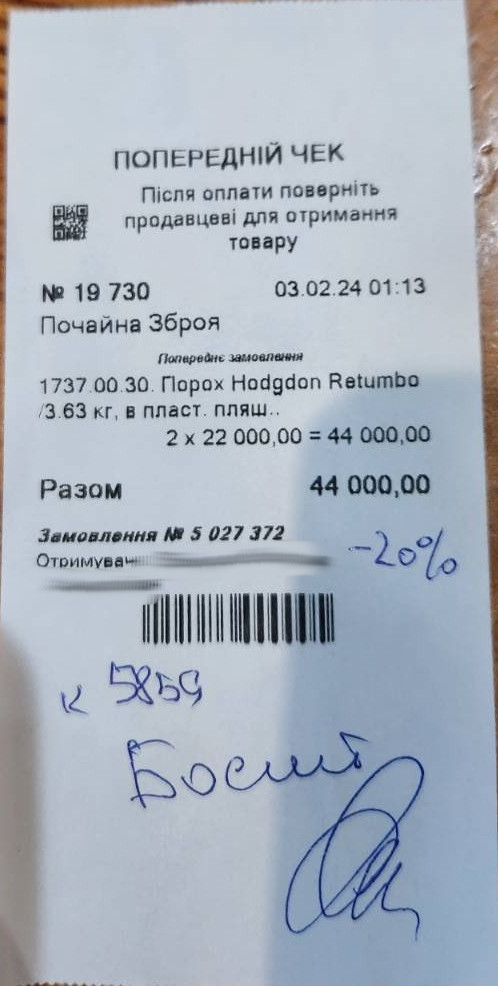 ПОПЕРЕДНІЙ ЧЕК
Після оплати поверніть
продавцеві для отримання
товару
№ 19 730 03.02.24 01:13
Почайна Зброя
Попереднє замовлення
1737.00.30. Порох Hodgdon Retumbo
/3.63 кг, в пласт. пляш..
2 x 22 000,00 = 44 000,00
Разом 44 000,00
Замовлення № 5 027 372
Отримувач
-20%
к 5859